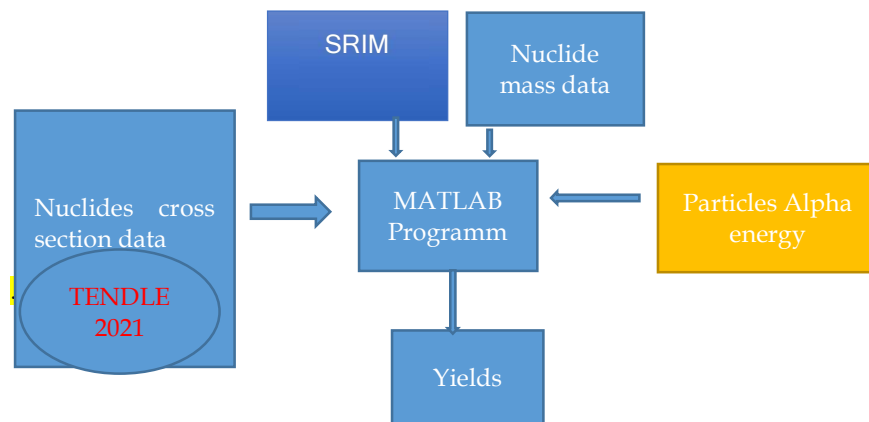 SRIM
Nuclide
mass data
Nuclides cross
section data
TENDLE
2021
MATLAB
Programm
Particles Alpha
energy
Yields